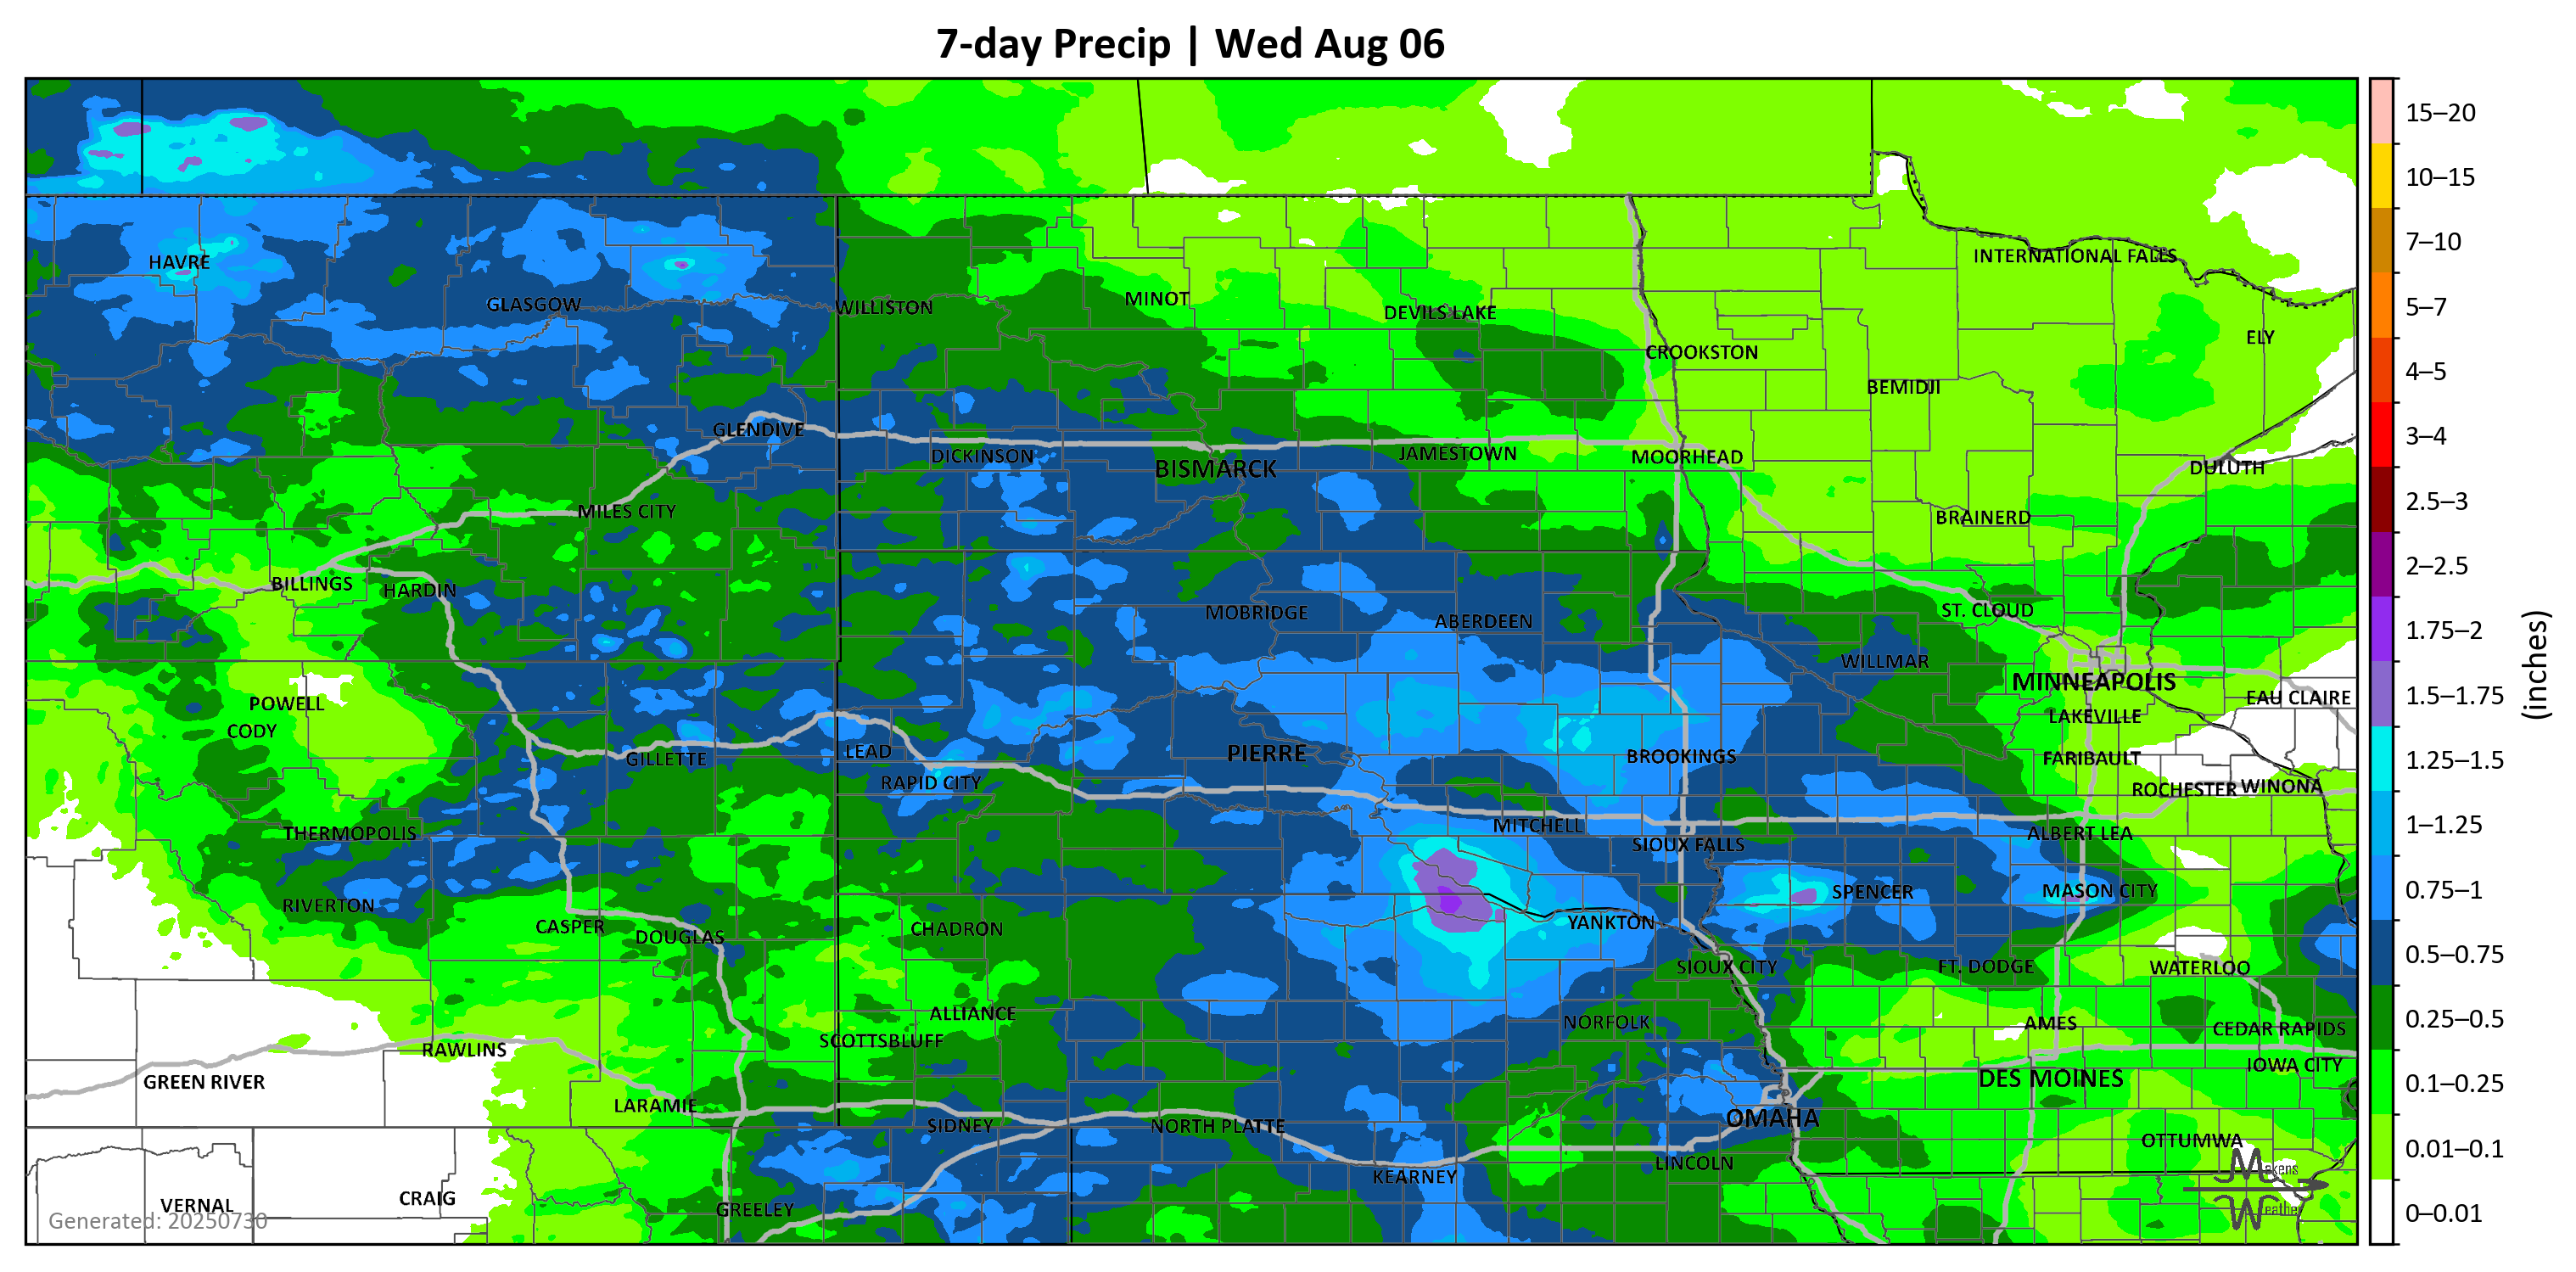 7-day Precip | Wed Aug 06
15–20
10–15
7–10
5–7
4–5
3–4
2.5–3
2–2.5
1.75–2
1.5–1.75
1.25–1.5
1–1.25
0.75–1
0.5–0.75
0.25–0.5
0.1–0.25
0.01–0.1
0–0.01
(inches)
HAVRE
INTERNATIONAL FALLS
GLASGOW
WILLISTON
MINOT
DEVILS LAKE
ELY
CROOKSTON
BEMIDJI
GLENDIVE
DICKINSON
BISMARCK
JAMESTOWN
MOORHEAD
DULUTH
MILES CITY
BRAINERD
BILLINGS
HARDIN
MOBRIDGE
ABERDEEN
ST. CLOUD
WILLMAR
MINNEAPOLIS
EAU CLAIRE
POWELL
CODY
LAKEVILLE
GILLETTE
LEAD
PIERRE
BROOKINGS
FARIBAULT
RAPID CITY
ROCHESTER
WINONA
THERMOPOLIS
MITCHELL
SIOUX FALLS
ALBERT LEA
RIVERTON
SPENCER
MASON CITY
CASPER
DOUGLAS
CHADRON
YANKTON
SIOUX CITY
FT. DODGE
WATERLOO
ALLIANCE
NORFOLK
AMES
CEDAR RAPIDS
SCOTTSBLUFF
RAWLINS
IOWA CITY
GREEN RIVER
DES MOINES
LARAMIE
SIDNEY
NORTH PLATTE
OMAHA
OTTUMWA
LINCOLN
KEARNEY
VERNAL
CRAIG
GREELEY
Makens
Weather
Generated: 20250730